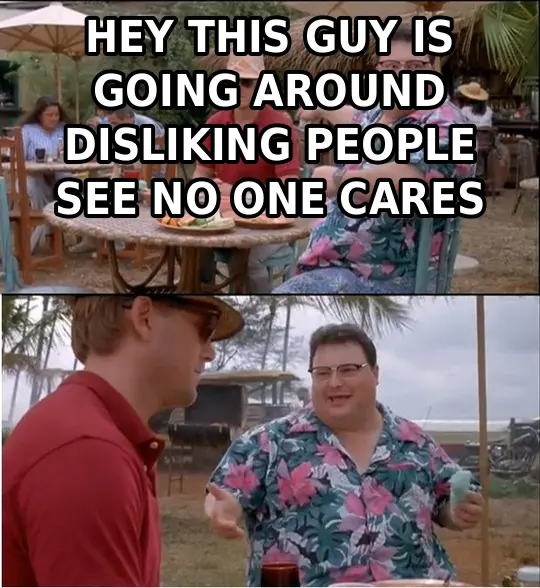 HEY THIS GUY IS
GOING AROUND
DISLIKING PEOPLE
SEE NO ONE CARES